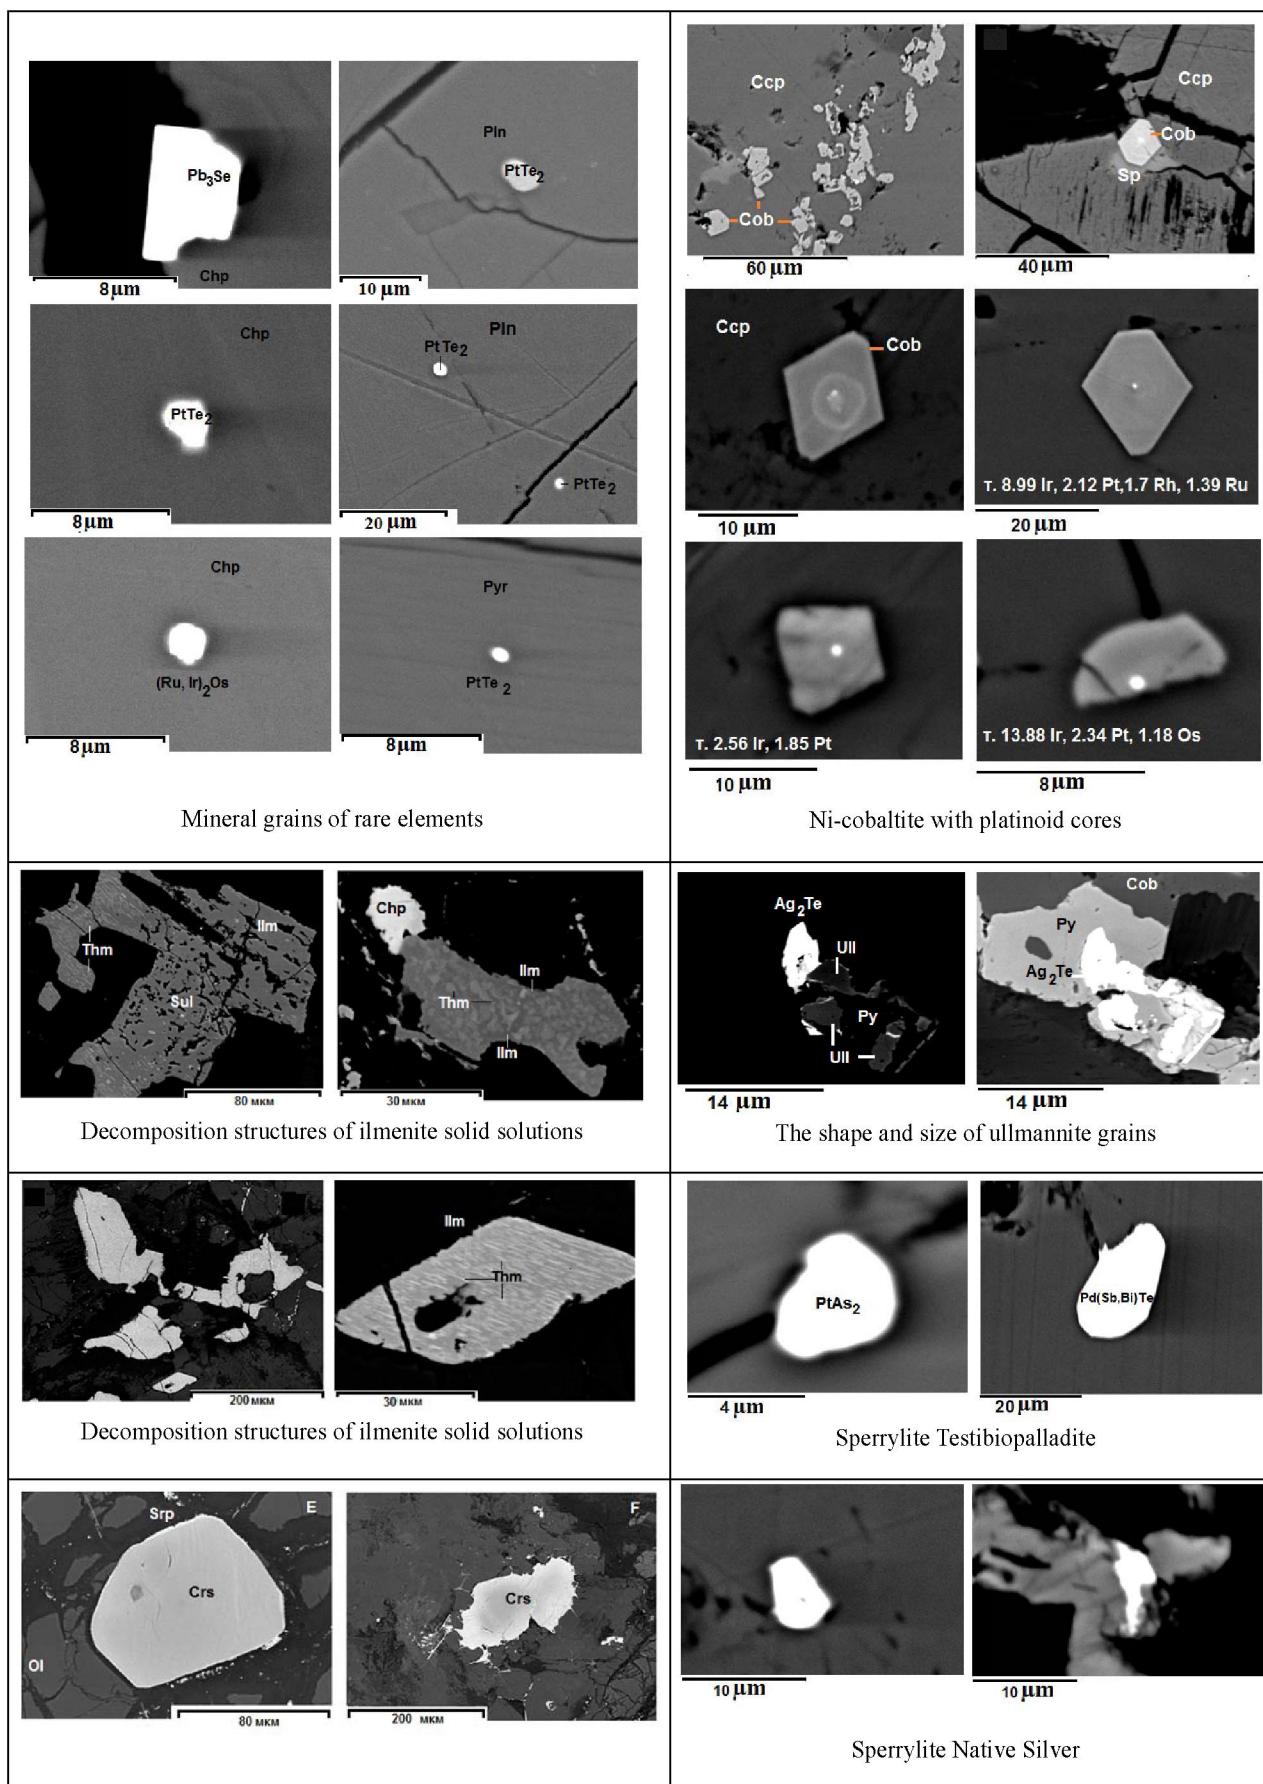 Pb3Se
Chp
8µm
Pln
PtTe2
10 µm
Chp
PtTe2
8µm
Pln
PtTe2
PtTe2
20 µm
Chp
(Ru, Ir)2Os
8µm
Pyr
PtTe2
8µm
Mineral grains of rare elements
Ccp
Cob
60 µm
Ccp
Cob
Sp
40 µm
Ccp
Cob
10 µm
т. 8.99 Ir, 2.12 Pt,1.7 Rh, 1.39 Ru
20 µm
т. 2.56 Ir, 1.85 Pt
10 µm
т. 13.88 Ir, 2.34 Pt, 1.18 Os
8µm
Ni-cobaltite with platinoid cores
Ilm
Thm
Sul
80 мкм
Chp
Ilm
Thm
Ilm
30 мкм
Decomposition structures of ilmenite solid solutions
Ag2Te
Ull
Py
Ull
14 µm
Cob
Py
Ag2Te
14 µm
The shape and size of ullmannite grains
200 мкм
Ilm
Thm
30 мкм
Decomposition structures of ilmenite solid solutions
PtAs2
4 µm
Pd(Sb,Bi)Te
20 µm
Sperrylite Testibiopalladite
Srp
E
Crs
Ol
80 мкм
F
Crs
200 мкм
10 µm
10 µm
Sperrylite Native Silver